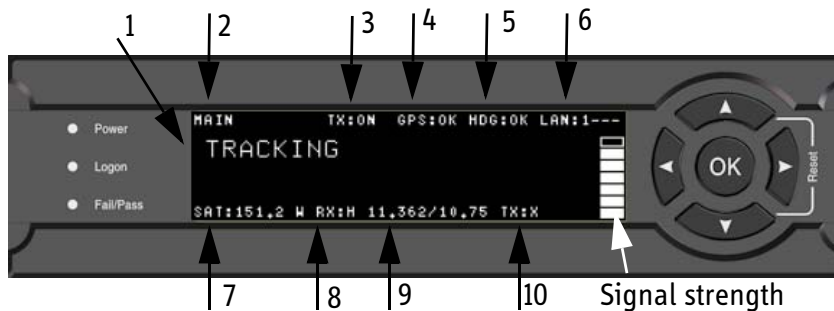 1 2 3 4 5 6
MAIN TX:ON GPS:OK HDG:OK LAN:1---
Power
TRACKING
Logon
OK
Reset
Fail/Pass
SAT:151.2 W RX:H 11.362/10.75 TX:X
7 8 9 10 Signal strength